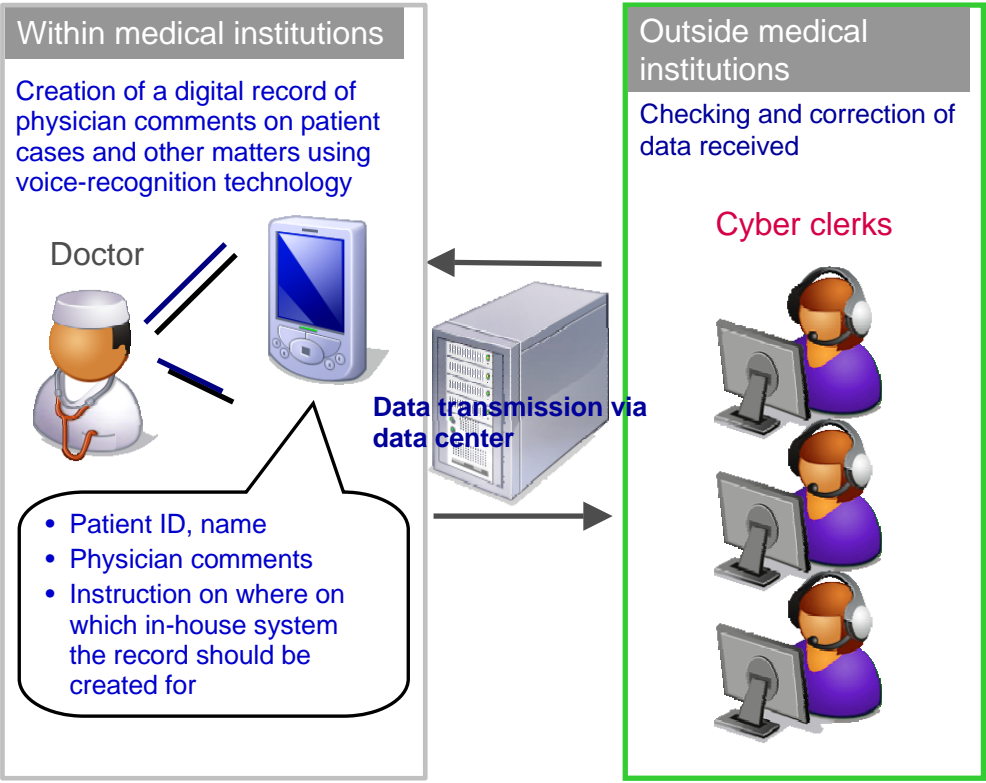 Within medical institutions
Creation of a digital record of
physician comments on patient
cases and other matters using
voice-recognition technology
Doctor
• Patient ID, name
• Physician comments
• Instruction on where on
which in-house system
the record should be
created for
Data transmission via
data center
Outside medical
institutions
Checking and correction of
data received
Cyber clerks